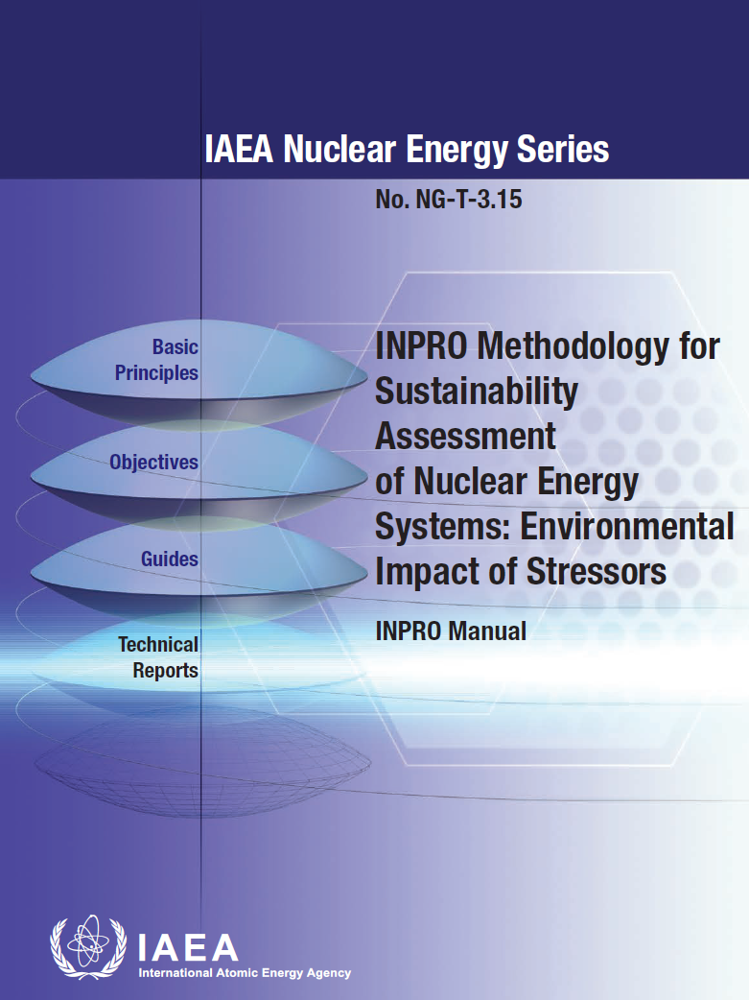 IAEA Nuclear Energy Series
No. NG-T-3.15
Basic
Principles
Objectives
Guides
Technical
Reports
INPRO Methodology for
Sustainability
Assessment
of Nuclear Energy
Systems: Environmental
Impact of Stressors
INPRO Manual
IAEA
International Atomic Energy Agency